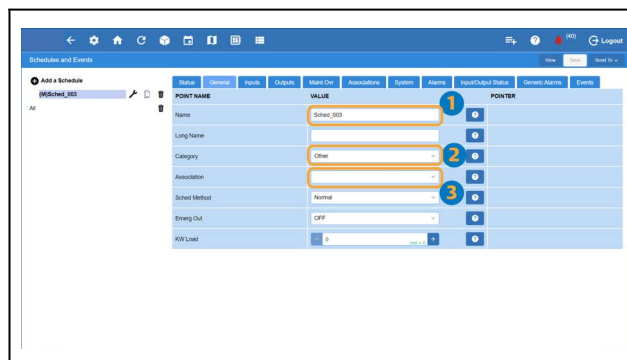 (40)
Logout
Schedules and Events
View
Save
Send To
Add a Schedule
(M)Sched_003
All
Status General Inputs Outputs Maint Ovr Associations System Alarms Input/Output Status Generic Alarms Events
POINT NAME VALUE POINTER
Name Sched_003 ?
1
Long Name ?
Category Other ?
2
Association ?
3
Sched Method Normal ?
Emerg Out OFF ?
KW Load - 0 + ?